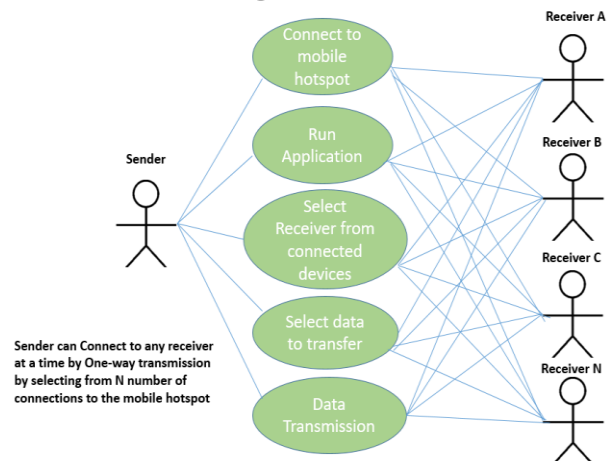 Receiver A
Connect to
mobile
hotspot
Run
Application
Receiver B
Sender
Select
Receiver from
connected
devices
Receiver C
Select data
to transfer
Sender can Connect to any receiver
at a time by One-way transmission
by selecting from N number of
connections to the mobile hotspot
Receiver N
Data
Transmission